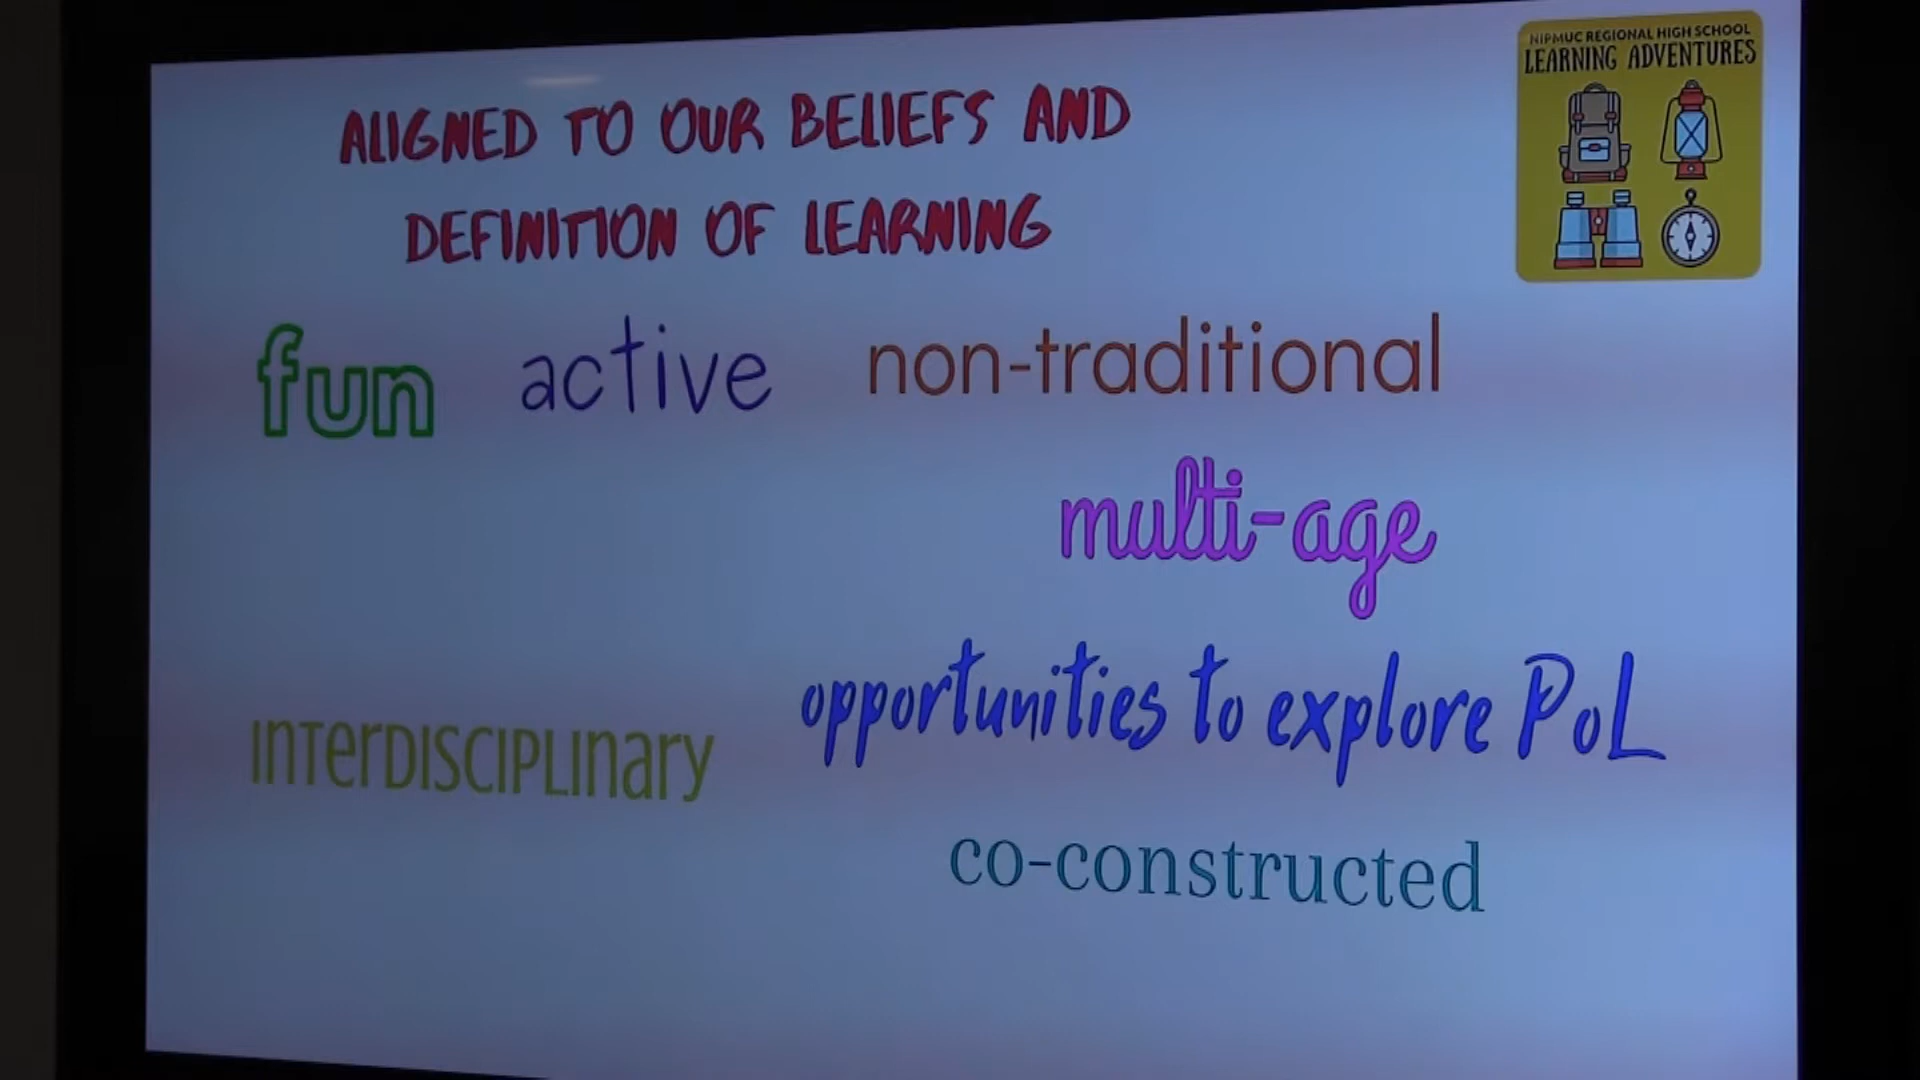 NIPMUC REGIONAL HIGH SCHOOL
LEARNING ADVENTURES
ALIGNED TO OUR BELIEFS AND
DEFINITION OF LEARNING
fun active non-traditional
multi-age
opportunities to explore PoL
INTerDISCIPLINary
co-constructed